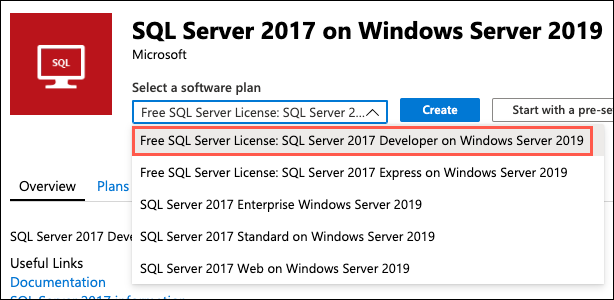 SQL
SQL Server 2017 on Windows Server 2019
Microsoft
Select a software plan
Free SQL Server License: SQL Server 2...
Create
Start with a pre-se
Free SQL Server License: SQL Server 2017 Developer on Windows Server 2019
Free SQL Server License: SQL Server 2017 Express on Windows Server 2019
SQL Server 2017 Enterprise Windows Server 2019
SQL Server 2017 Standard on Windows Server 2019
SQL Server 2017 Web on Windows Server 2019
Overview
Plans
SQL Server 2017 Deve
Useful Links
Documentation
SQL Server 2017 information